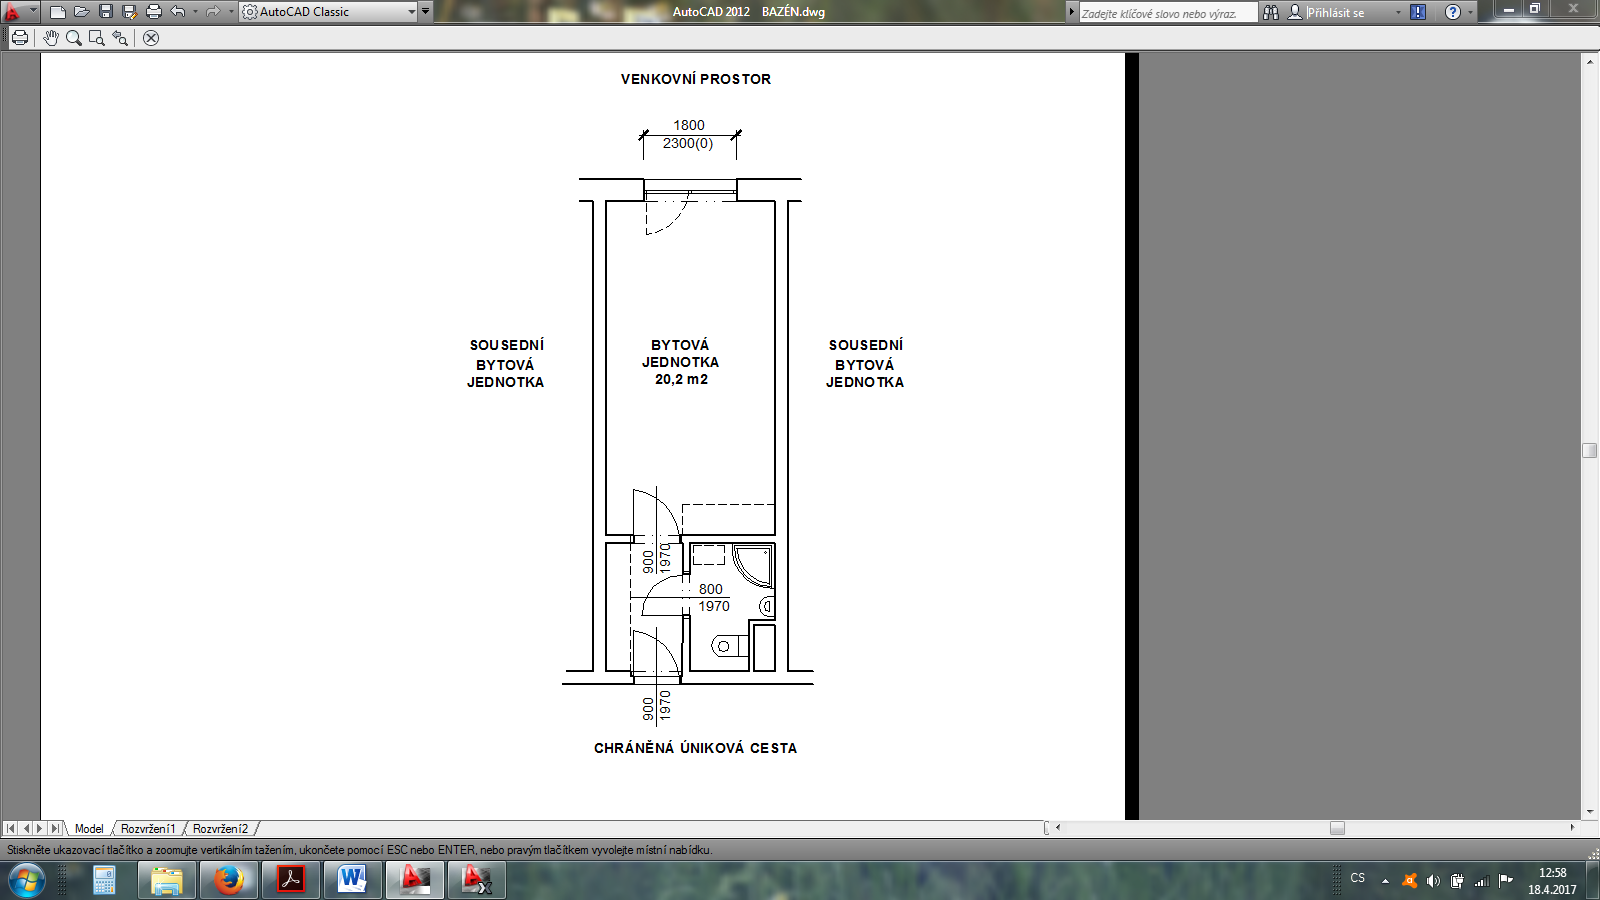 AutoCAD Classic
AutoCAD 2012 BAZÉN.dwg
Zadejte klíčové slovo nebo výraz.
Přihlásit se
VENKOVNÍ PROSTOR
1800
2300(0)
SOUSEDNÍ
BYTOVÁ
JEDNOTKA
BYTOVÁ
JEDNOTKA
20,2 m2
SOUSEDNÍ
BYTOVÁ
JEDNOTKA
900
1970
800
1970
900
1970
CHRÁNĚNÁ ÚNIKOVÁ CESTA
Model
Rozvržení1
Rozvržení2
Stiskněte ukazovací tlačítko a zoomujte vertikálním tažením, ukončete pomocí ESC nebo ENTER, nebo pravým tlačítkem vyvolejte místní nabídku.
CS
12:58
18.4.2017